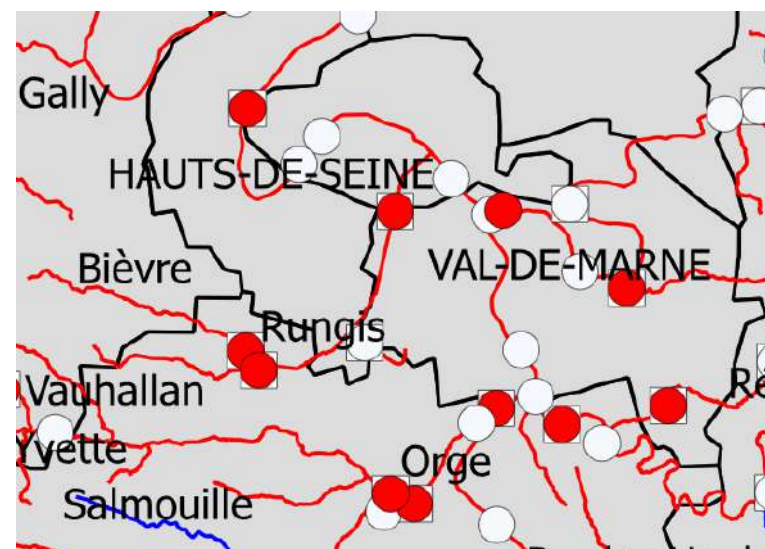 Gally
HAUTS-DE-SEINE
Bièvre
VAL-DE-MARNE
Rungis
Vauhallan
Yvette
Orge
Salmouille